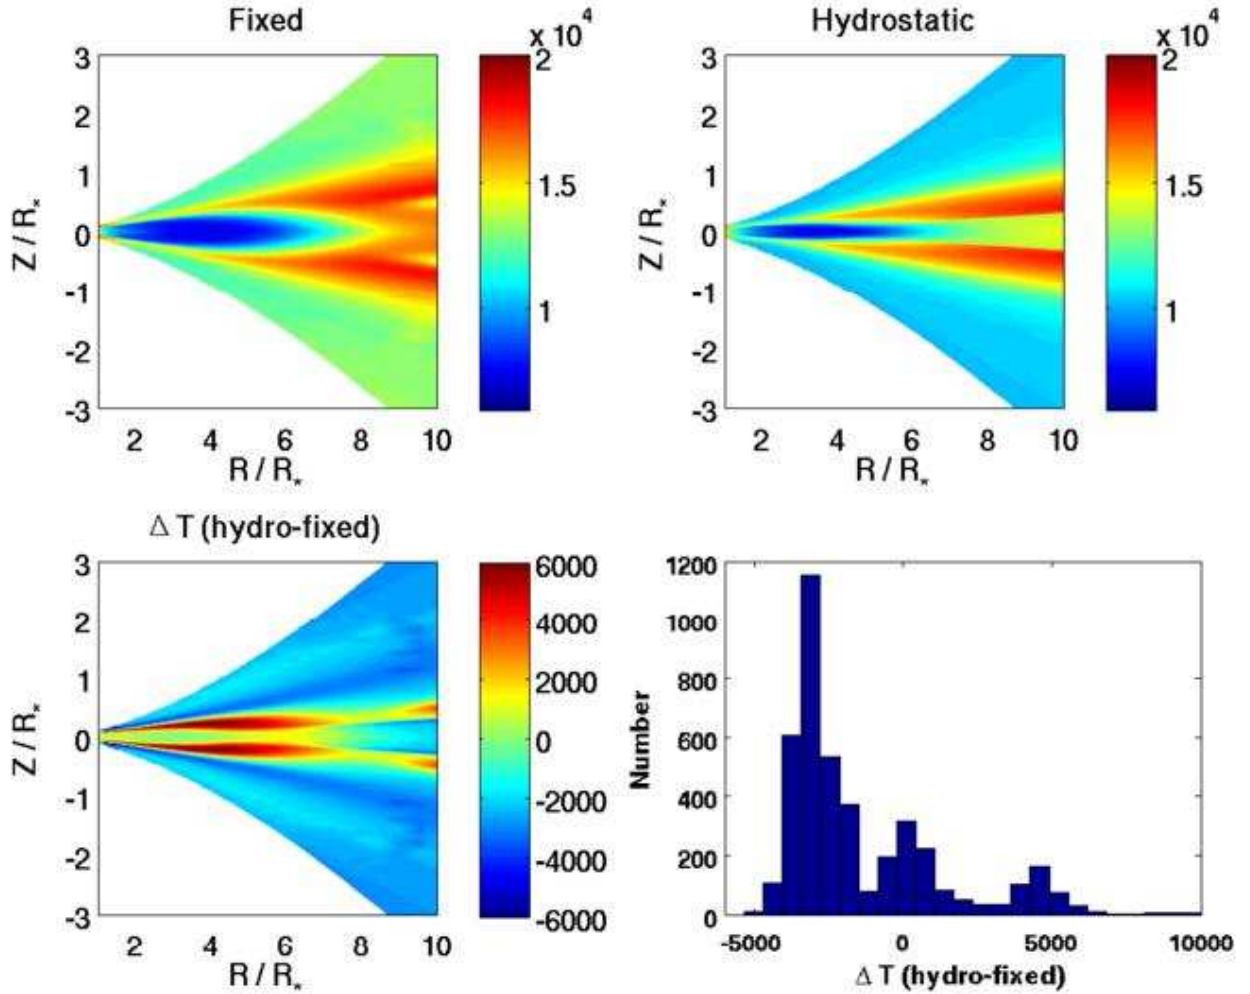 Fixed
x 10^4
3
2
1
0
-1
-2
-3
Z / R*
2 4 6 8 10
R / R*
2
1.5
1
Hydrostatic
x 10^4
3
2
1
0
-1
-2
-3
Z / R*
2 4 6 8 10
R / R*
2
1.5
1
Δ T (hydro-fixed)
3
2
1
0
-1
-2
-3
Z / R*
2 4 6 8 10
R / R*
6000
4000
2000
0
-2000
-4000
-6000
1200
1000
800
600
400
200
0
Number
-5000 0 5000 10000
Δ T (hydro-fixed)